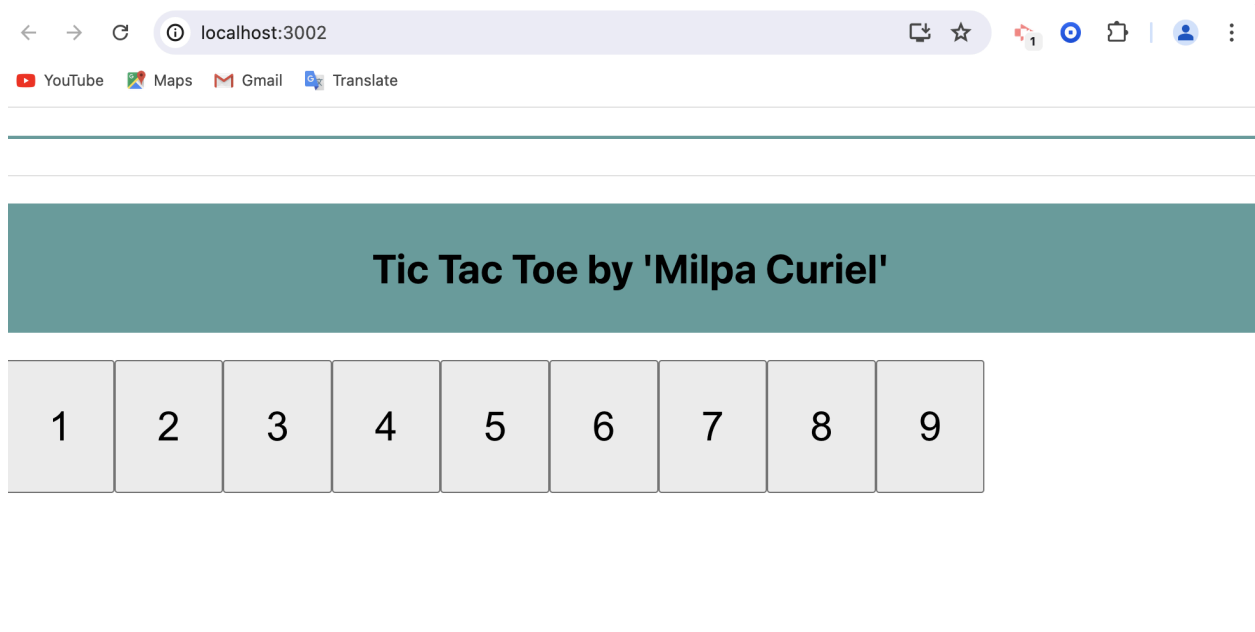 localhost:3002
1
YouTube Maps Gmail Translate
Tic Tac Toe by 'Milpa Curiel'
1 2 3 4 5 6 7 8 9